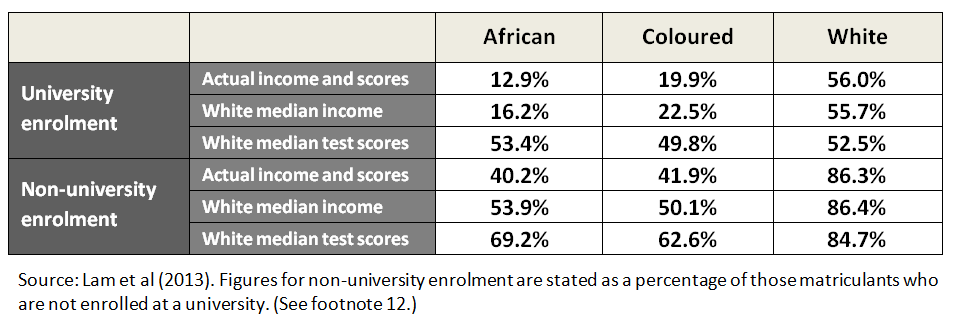 African Coloured White
University enrolment Actual income and scores 12.9% 19.9% 56.0%
White median income 16.2% 22.5% 55.7%
White median test scores 53.4% 49.8% 52.5%
Non-university enrolment Actual income and scores 40.2% 41.9% 86.3%
White median income 53.9% 50.1% 86.4%
White median test scores 69.2% 62.6% 84.7%
Source: Lam et al (2013). Figures for non-university enrolment are stated as a percentage of those matriculants who
are not enrolled at a university. (See footnote 12.)